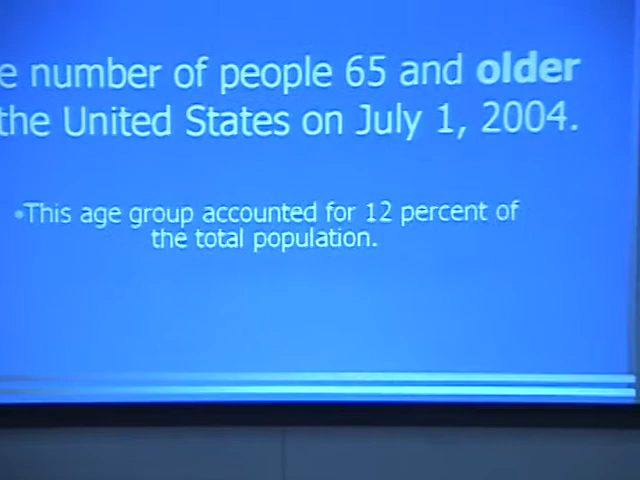 e number of people 65 and older
the United States on July 1, 2004.
•This age group accounted for 12 percent of
the total population.